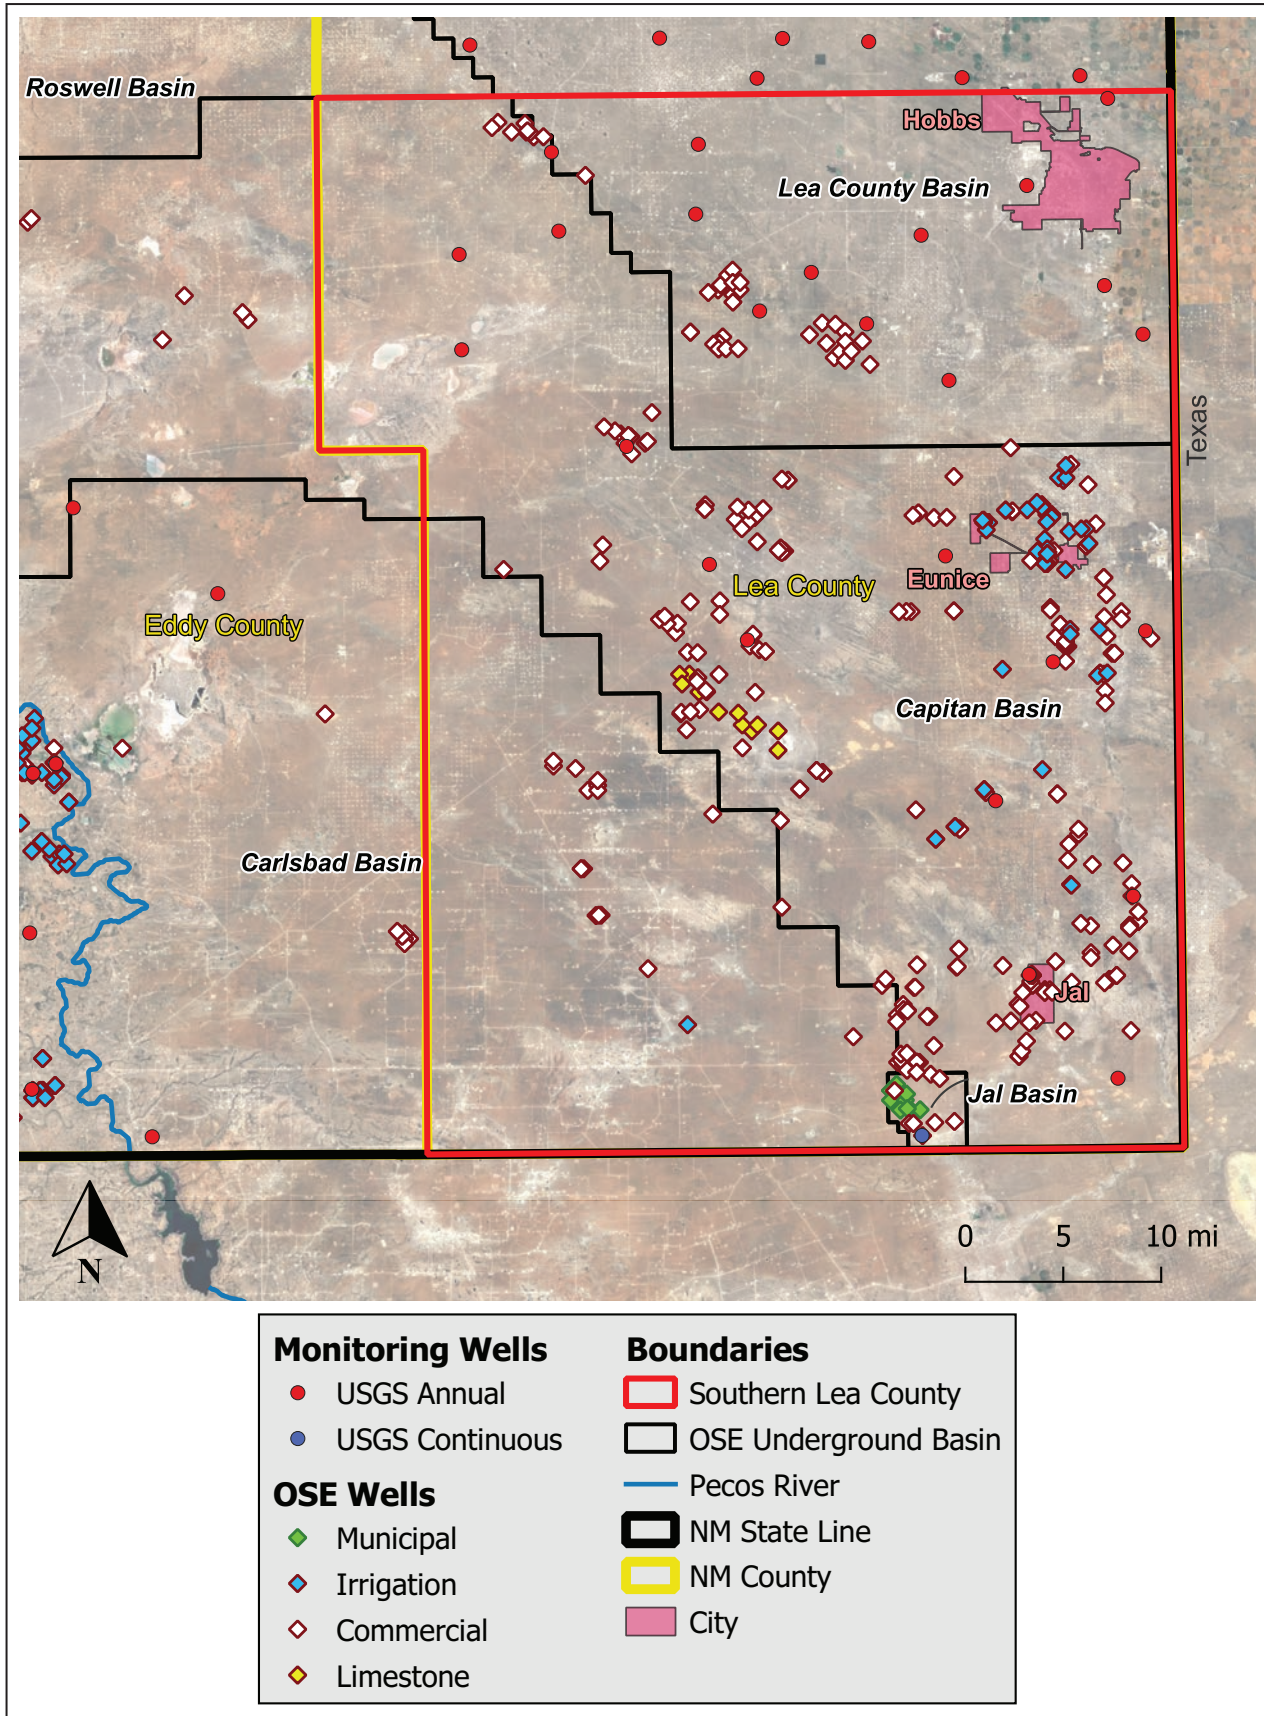 Roswell Basin
Hobbs
Lea County Basin
Texas
Lea County
Eunice
Eddy County
Capitan Basin
Carlsbad Basin
Jal
Jal Basin
N
0 5 10 mi
Monitoring Wells
USGS Annual
USGS Continuous
OSE Wells
Municipal
Irrigation
Commercial
Limestone
Boundaries
Southern Lea County
OSE Underground Basin
Pecos River
NM State Line
NM County
City